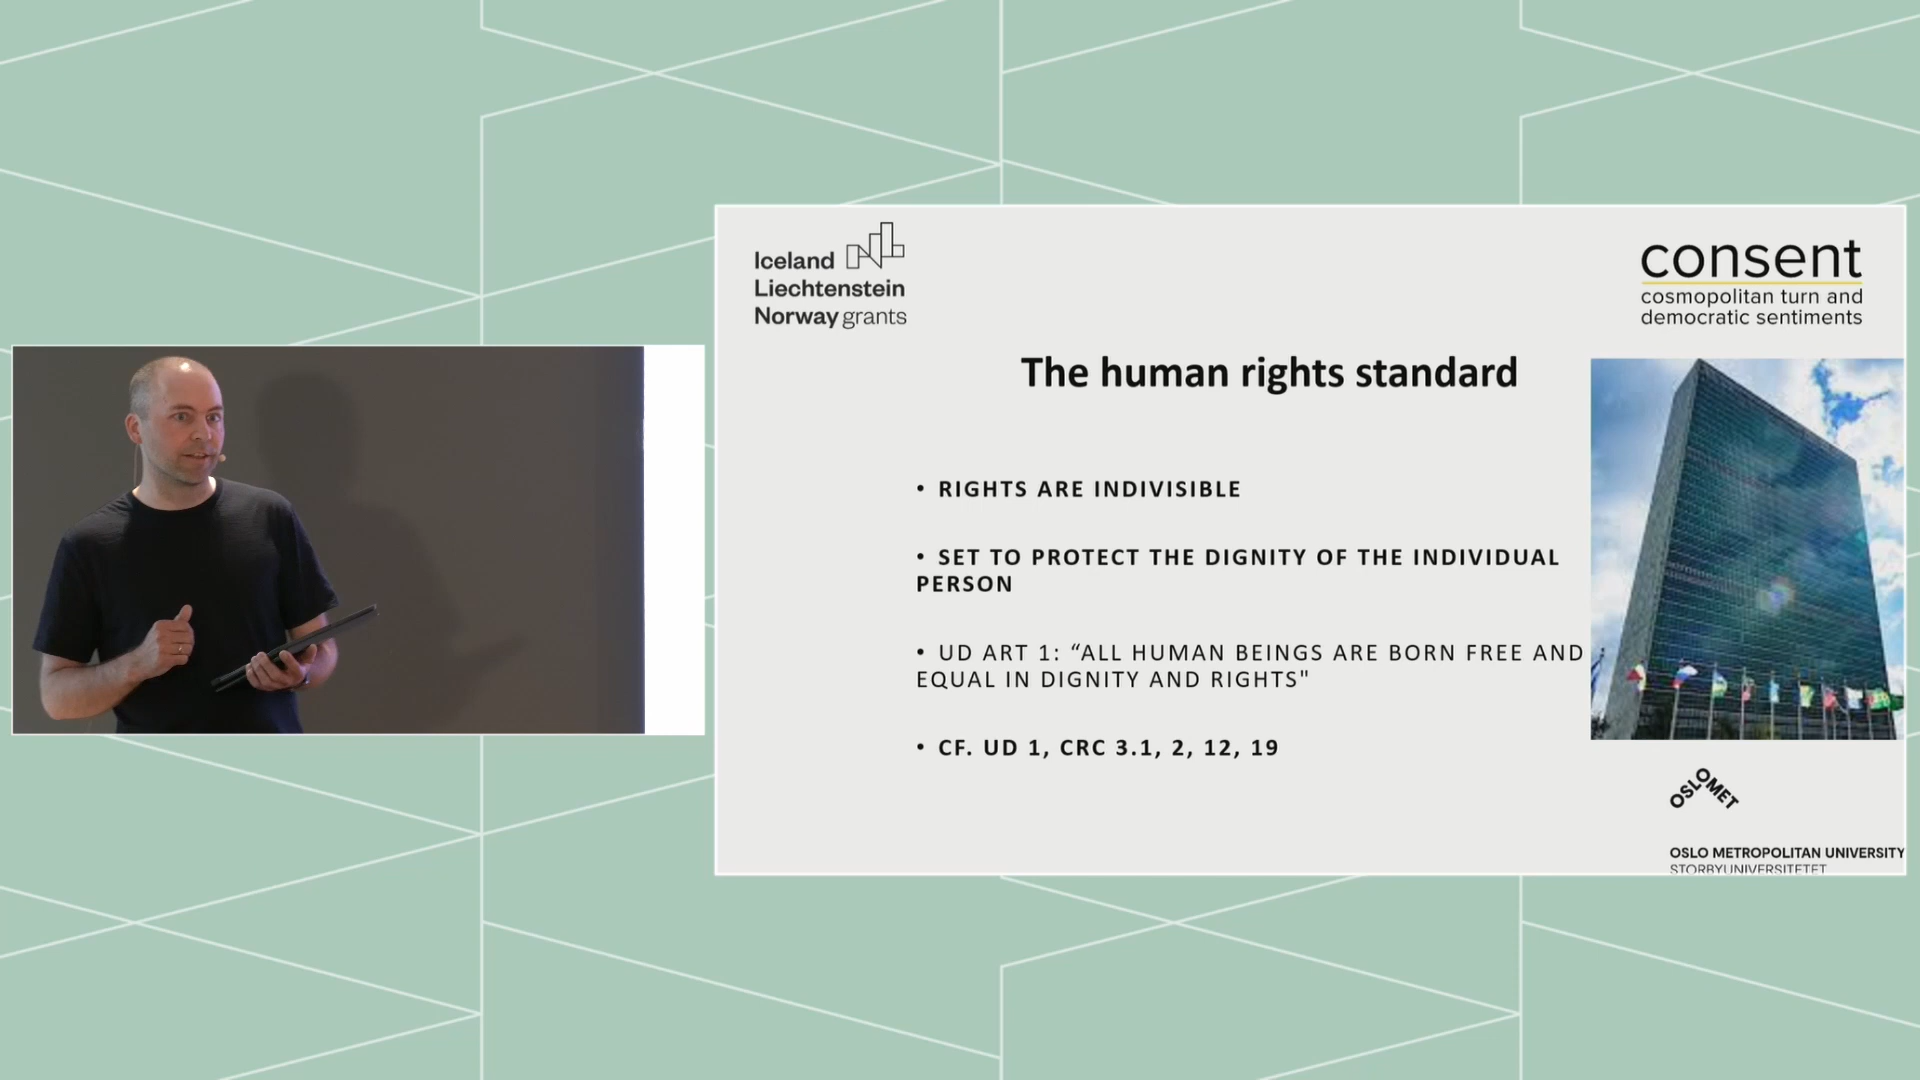 Iceland
Liechtenstein
Norway grants
consent
cosmopolitan turn and
democratic sentiments
The human rights standard
• RIGHTS ARE INDIVISIBLE
• SET TO PROTECT THE DIGNITY OF THE INDIVIDUAL
PERSON
• UD ART 1: “ALL HUMAN BEINGS ARE BORN FREE AND
EQUAL IN DIGNITY AND RIGHTS"
• CF. UD 1, CRC 3.1, 2, 12, 19
OSLOMET
OSLO METROPOLITAN UNIVERSITY
STORBYUNIVERSITETET